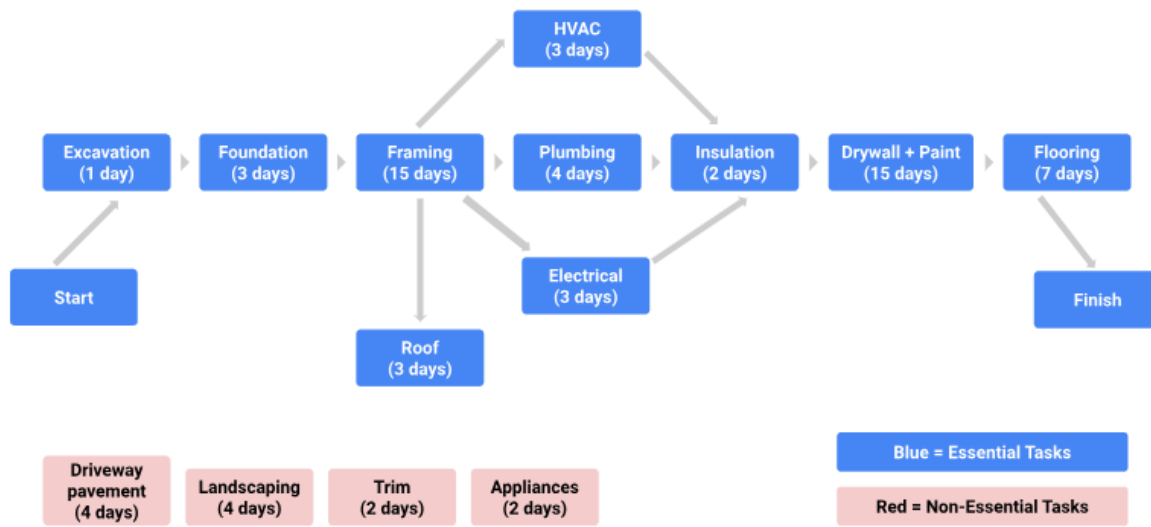 HVAC
(3 days)
Excavation
(1 day)
Foundation
(3 days)
Framing
(15 days)
Plumbing
(4 days)
Insulation
(2 days)
Drywall + Paint
(15 days)
Flooring
(7 days)
Start
Electrical
(3 days)
Finish
Roof
(3 days)
Driveway
pavement
(4 days)
Landscaping
(4 days)
Trim
(2 days)
Appliances
(2 days)
Blue = Essential Tasks
Red = Non-Essential Tasks